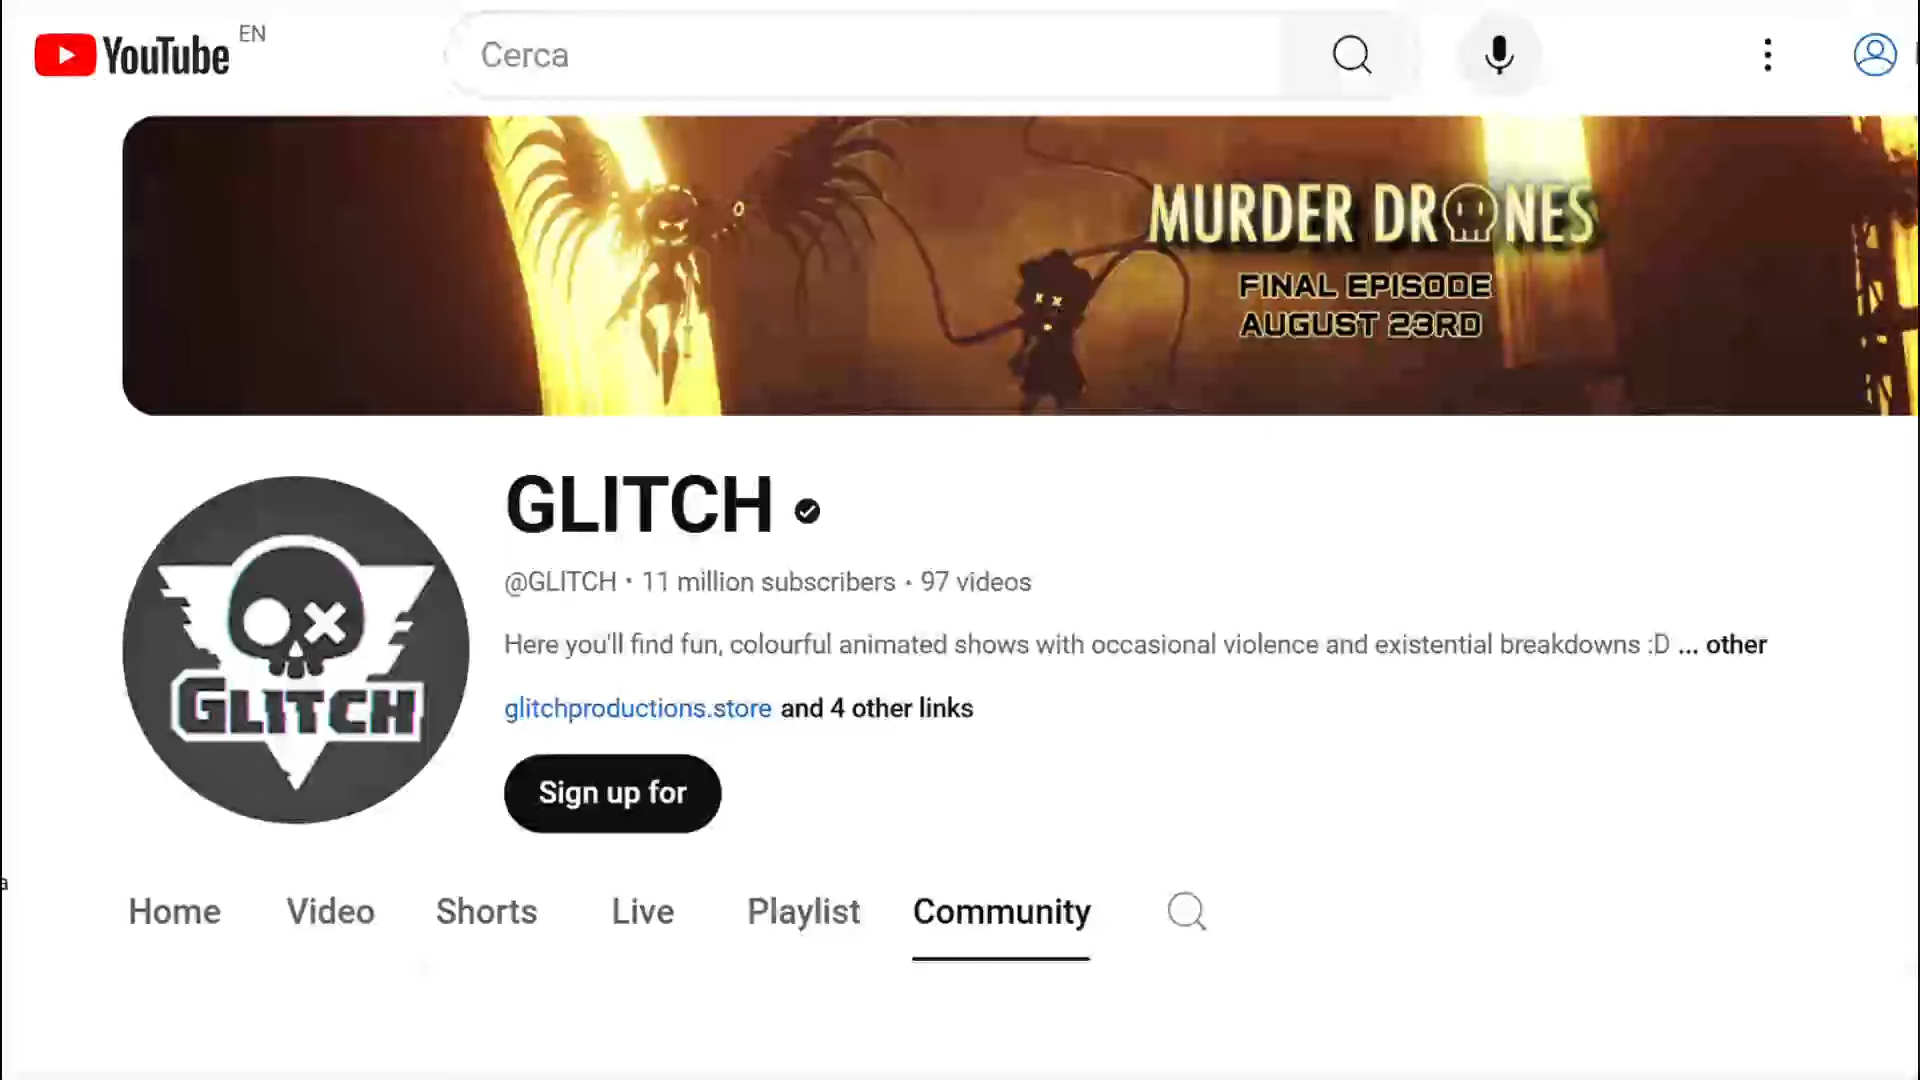 YouTube EN
Cerca
MURDER DRONES
FINAL EPISODE
AUGUST 23RD
GLITCH
@GLITCH • 11 million subscribers • 97 videos
Here you'll find fun, colourful animated shows with occasional violence and existential breakdowns :D ... other
glitchproductions.store and 4 other links
GLITCH
Sign up for
a
Home Video Shorts Live Playlist Community